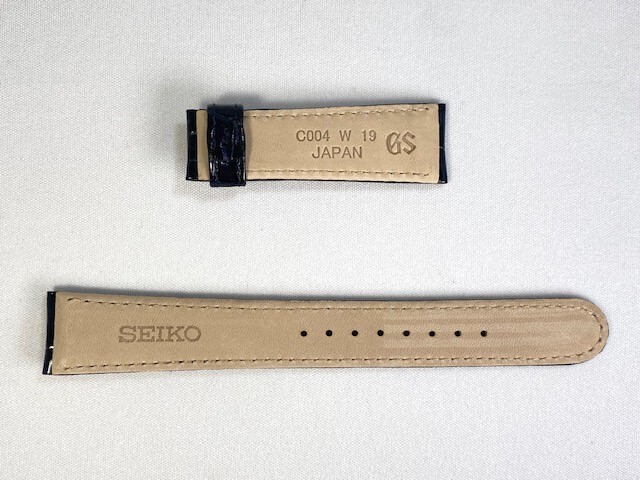 C004 W 19 GS
JAPAN
SEIKO